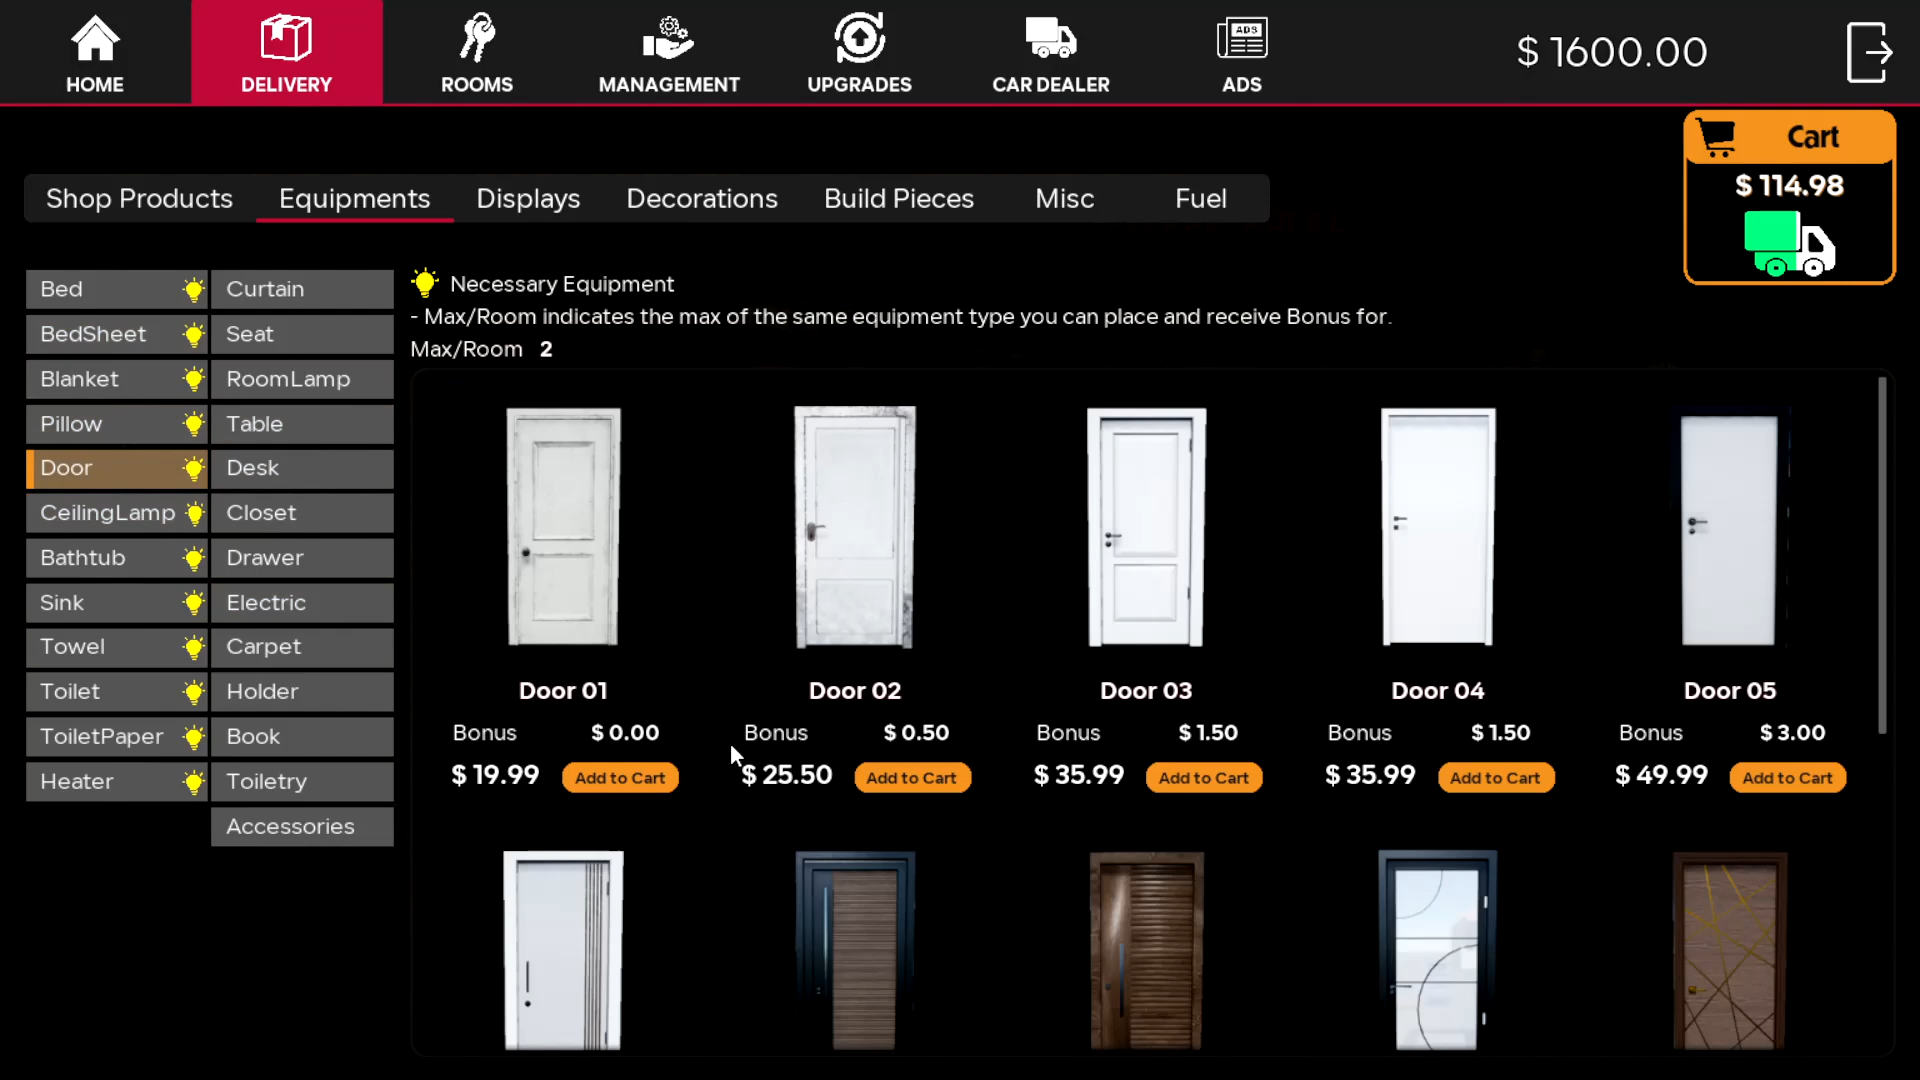 HOME
DELIVERY
ROOMS
MANAGEMENT
UPGRADES
CAR DEALER
ADS
ADS
$ 1600.00
Cart
$ 114.98
Shop Products
Equipments
Displays
Decorations
Build Pieces
Misc
Fuel
Bed
Curtain
BedSheet
Seat
Blanket
RoomLamp
Pillow
Table
Door
Desk
CeilingLamp
Closet
Bathtub
Drawer
Sink
Electric
Towel
Carpet
Toilet
Holder
ToiletPaper
Book
Heater
Toiletry
Accessories
Necessary Equipment
- Max/Room indicates the max of the same equipment type you can place and receive Bonus for.
Max/Room 2
Door 01
Bonus $ 0.00
$ 19.99 Add to Cart
Door 02
Bonus $ 0.50
$ 25.50 Add to Cart
Door 03
Bonus $ 1.50
$ 35.99 Add to Cart
Door 04
Bonus $ 1.50
$ 35.99 Add to Cart
Door 05
Bonus $ 3.00
$ 49.99 Add to Cart